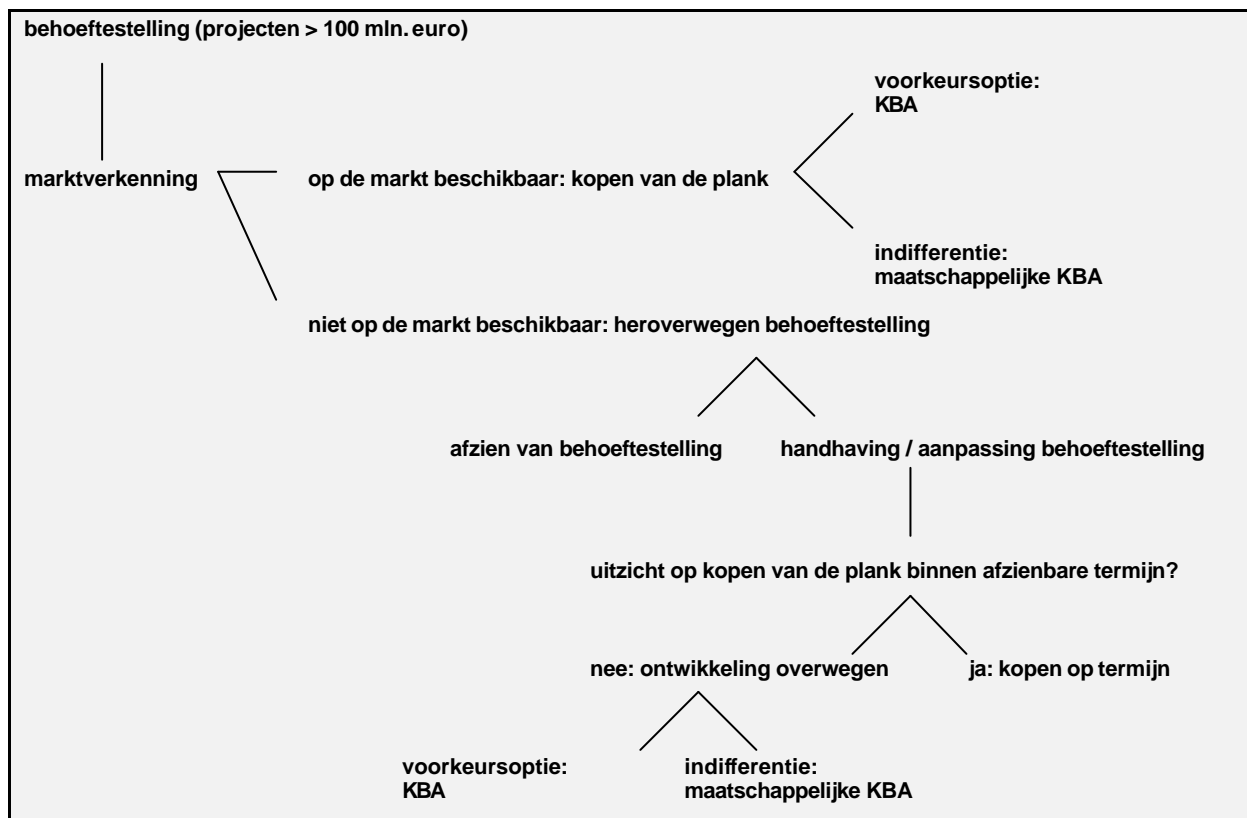 behoeftestelling (projecten > 100 mln. euro)
voorkeursoptie:
KBA
marktverkenning
op de markt beschikbaar: kopen van de plank
indifferentie:
maatschappelijke KBA
niet op de markt beschikbaar: heroverwegen behoeftestelling
afzien van behoeftestelling
handhaving / aanpassing behoeftestelling
uitzicht op kopen van de plank binnen afzienbare termijn?
nee: ontwikkeling overwegen
ja: kopen op termijn
voorkeursoptie:
KBA
indifferentie:
maatschappelijke KBA